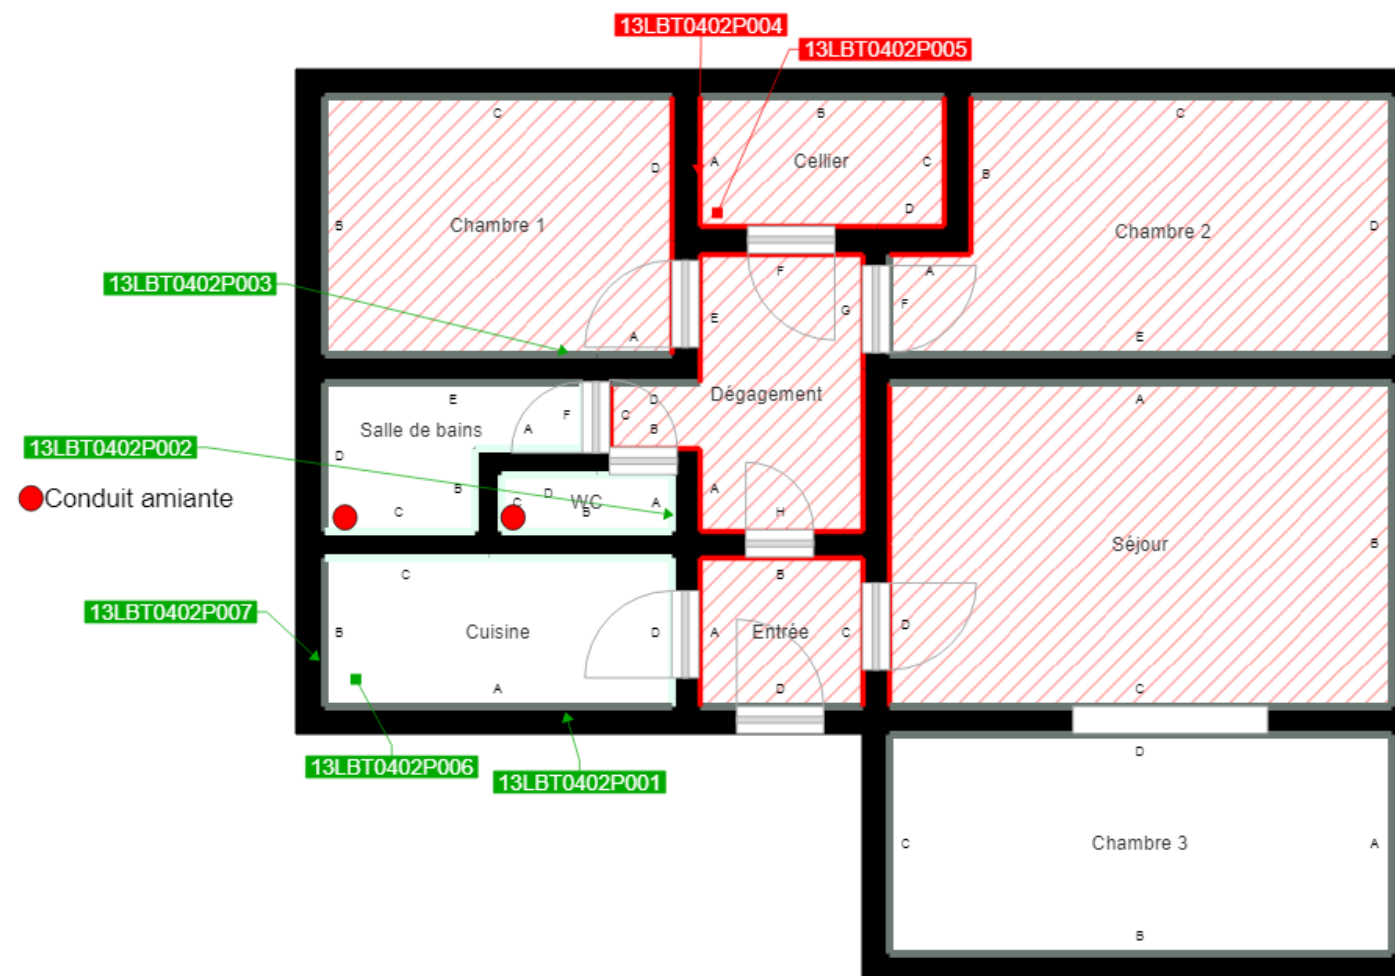 13LBT0402P004
13LBT0402P005
C
B
C
D
A
Cellier
C
B
D
B
Chambre 1
D
Chambre 2
D
A
F
A
13LBT0402P003
E
G
F
A
E
E
D
Dégagement
A
Salle de bains
F
A
C
B
13LBT0402P002
D
B
A
C
D
WC
A
C
B
H
Conduit amiante
Séjour
B
C
B
13LBT0402P007
B
Cuisine
D
A
Entrée
C
D
A
D
C
13LBT0402P006
13LBT0402P001
D
C
Chambre 3
A
B